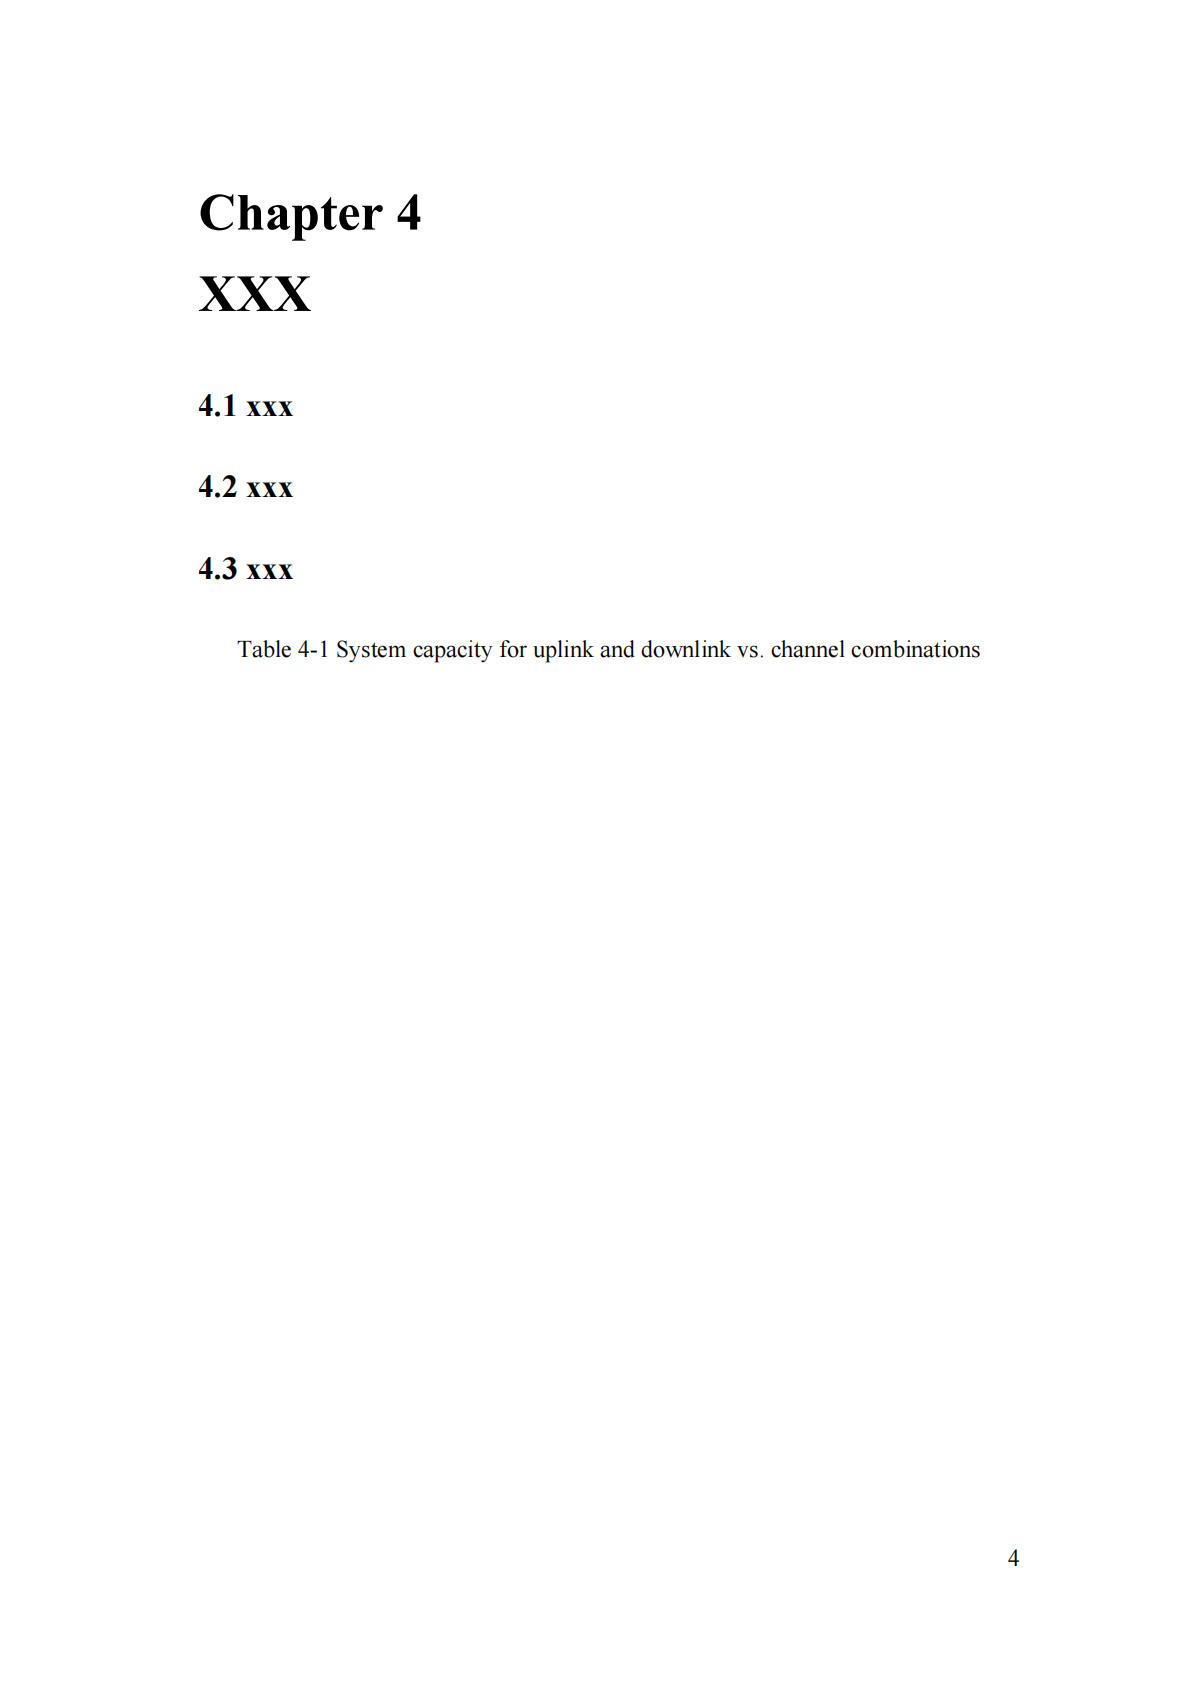 Chapter 4
XXX
4.1 xxx
4.2 xxx
4.3 xxx
Table 4-1 System capacity for uplink and downlink vs. channel combinations
4